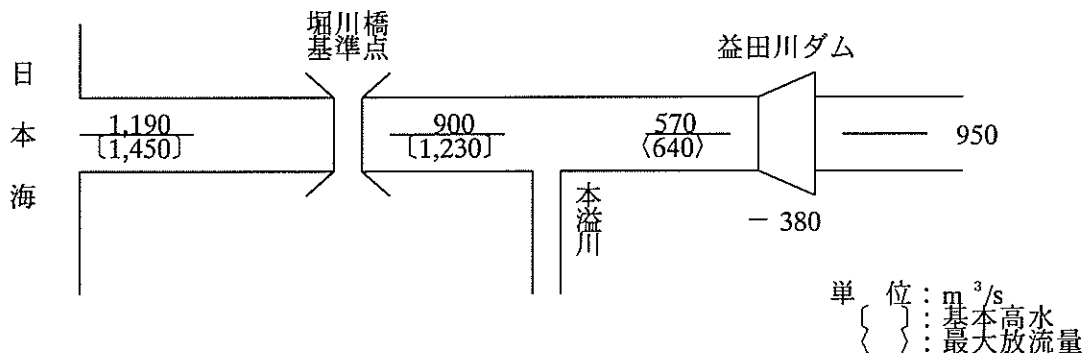 堀川橋
基準点
益田川ダム
日本海
1,190
〔1,450〕
900
〔1,230〕
570
〈640〉
950
本溢川
－ 380
単　位：m³/s
〔　〕：基本高水
〈　〉：最大放流量